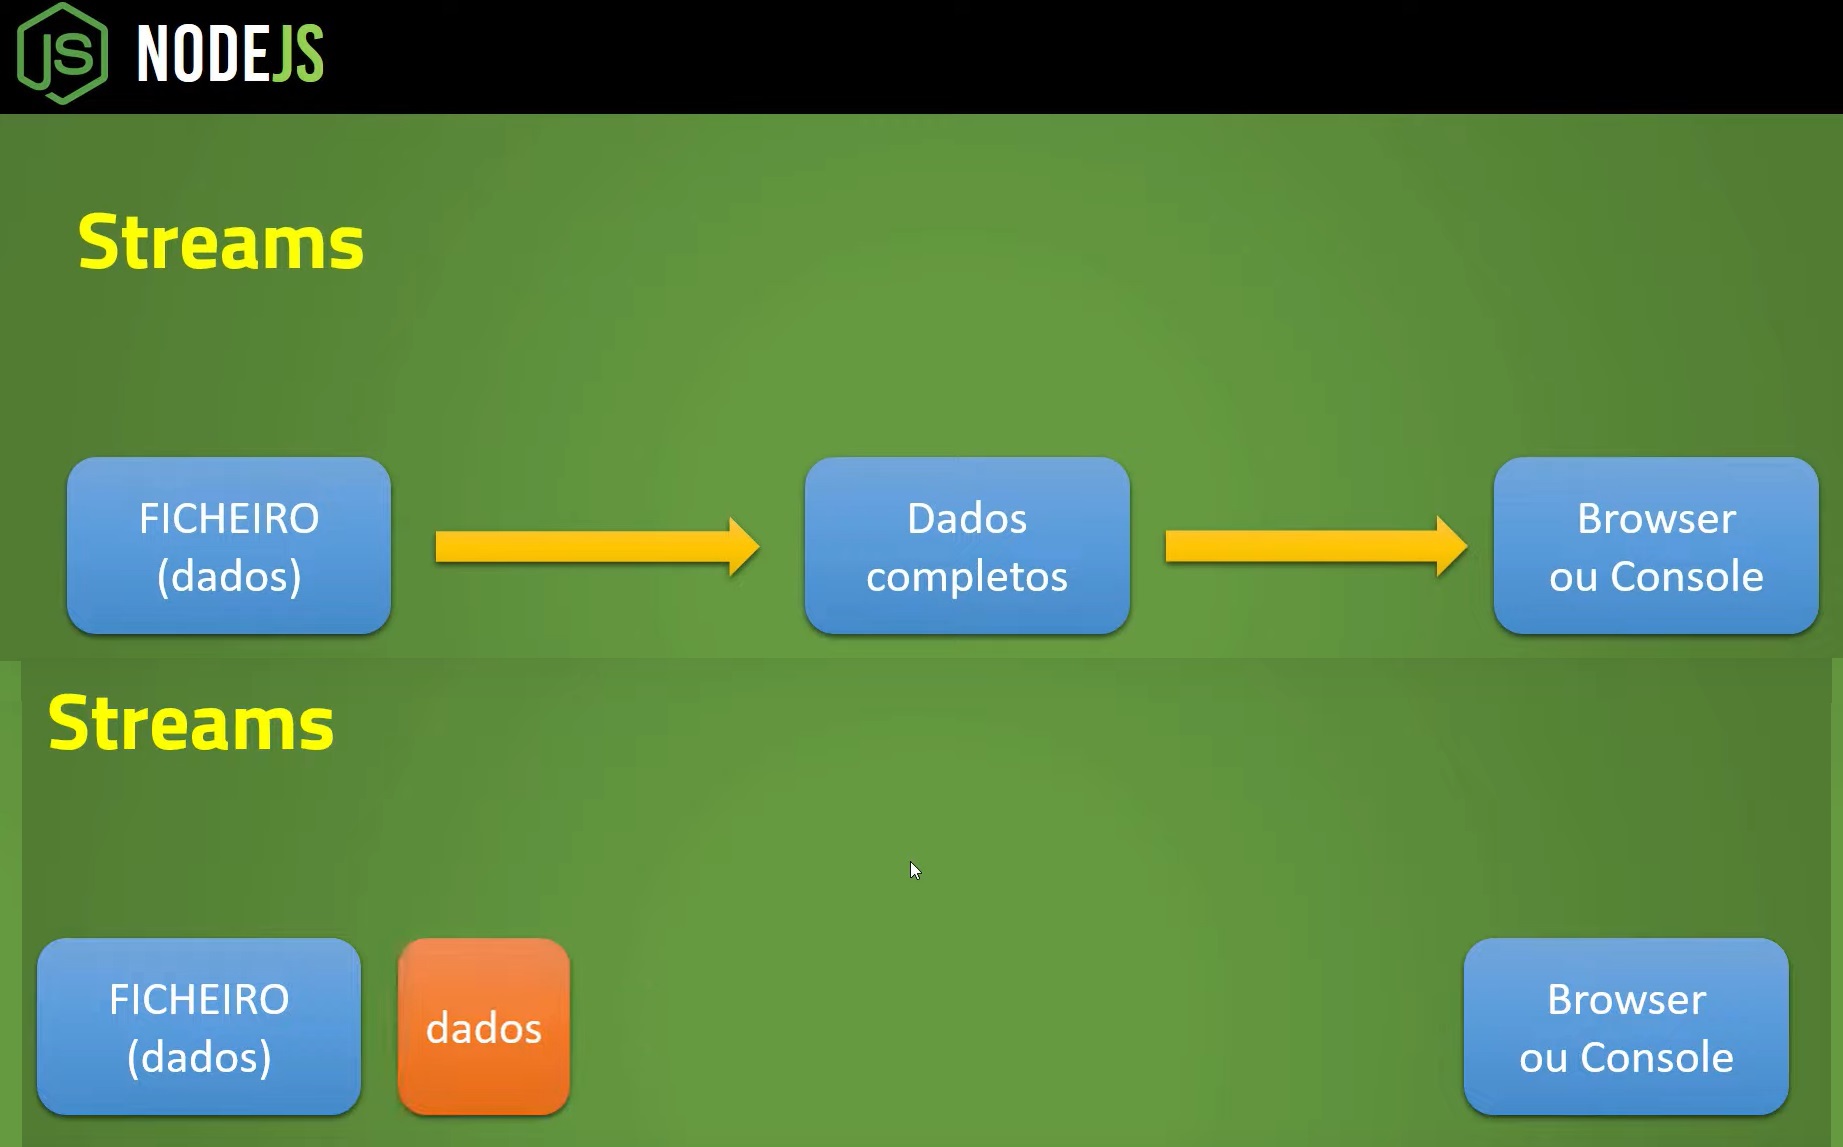 JS NODEJS
Streams
FICHEIRO
(dados)
Dados
completos
Browser
ou Console
Streams
FICHEIRO
(dados)
dados
Browser
ou Console